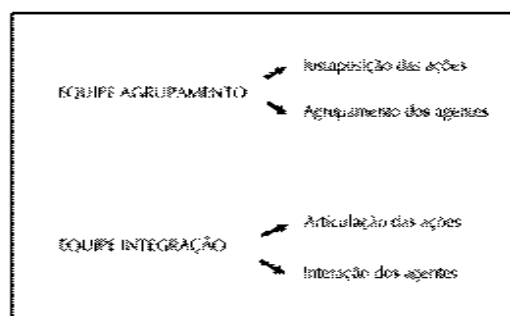 Justaposição das ações
EQUIPE AGRUPAMENTO
Agrupamento dos agentes
Articulação das ações
EQUIPE INTEGRAÇÃO
Interação dos agentes